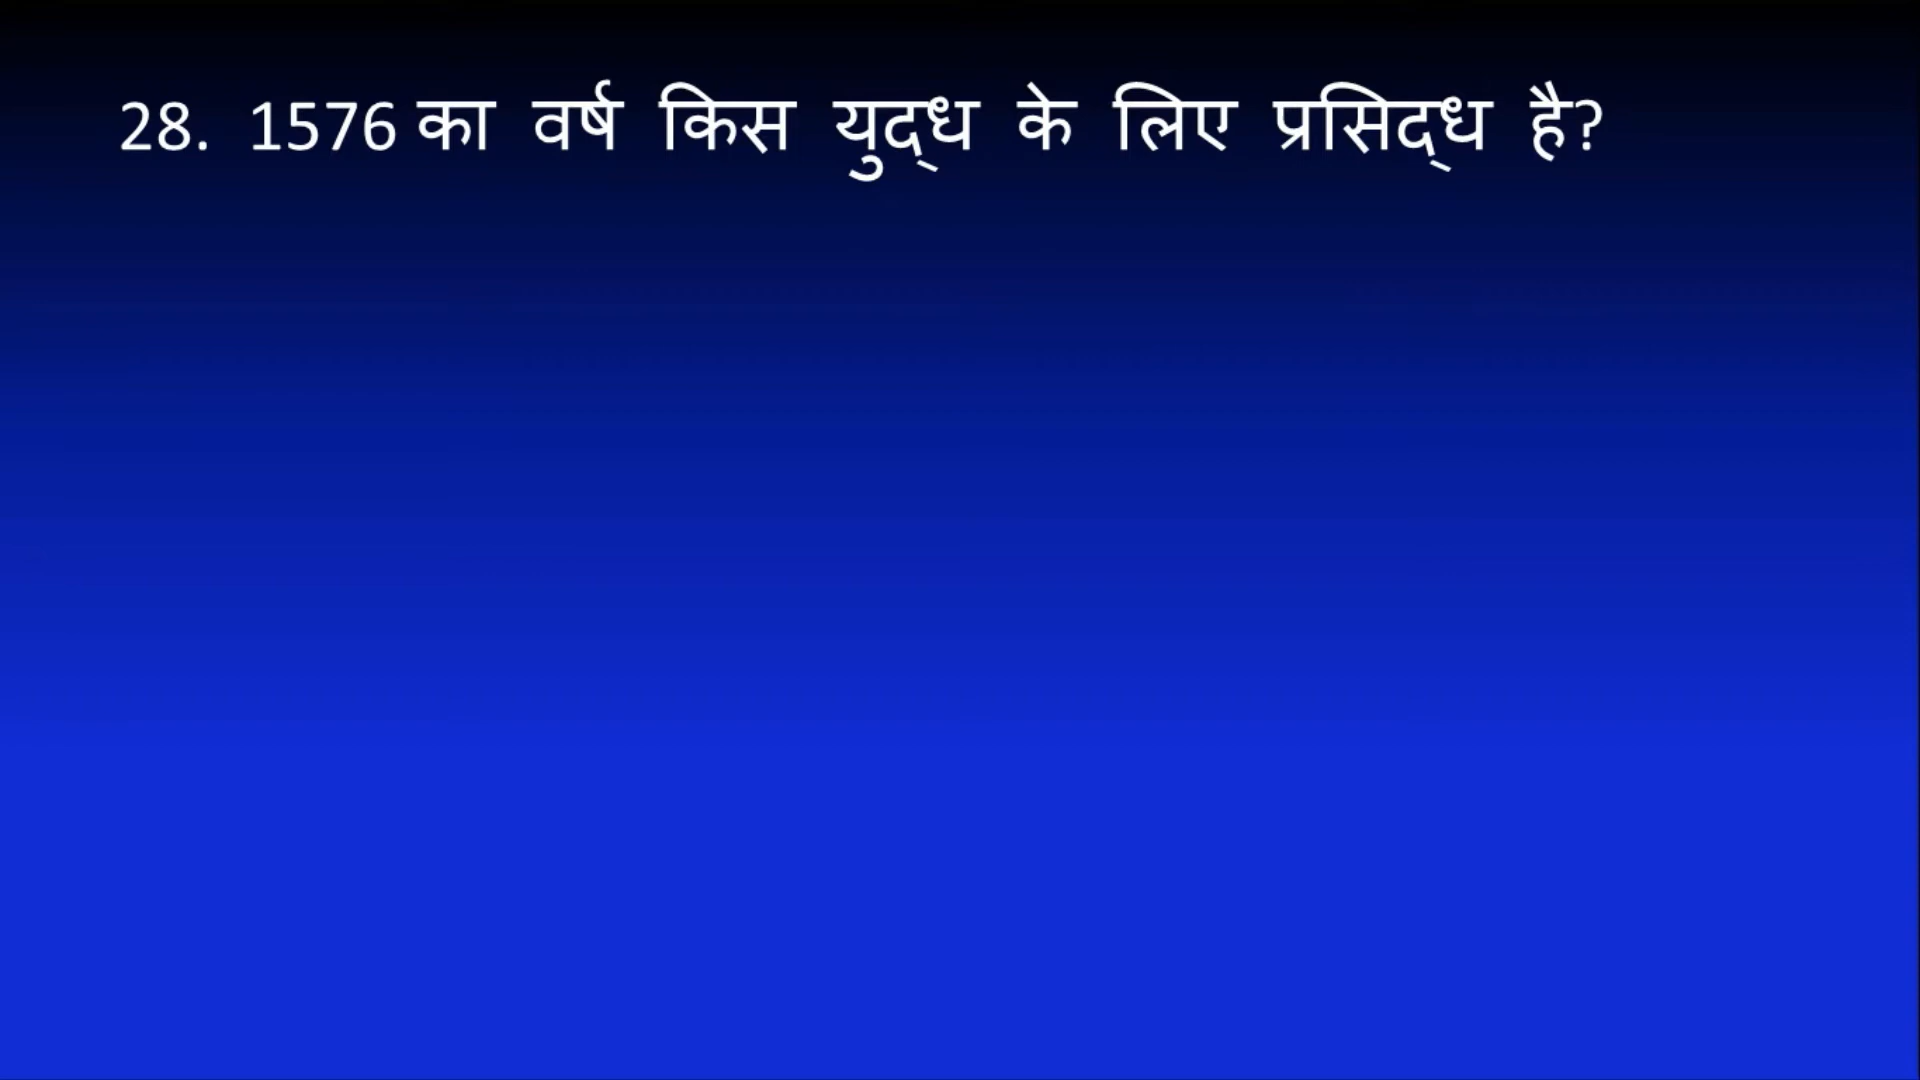 28. 1576 का वर्ष किस युद्ध के लिए प्रसिद्ध है?